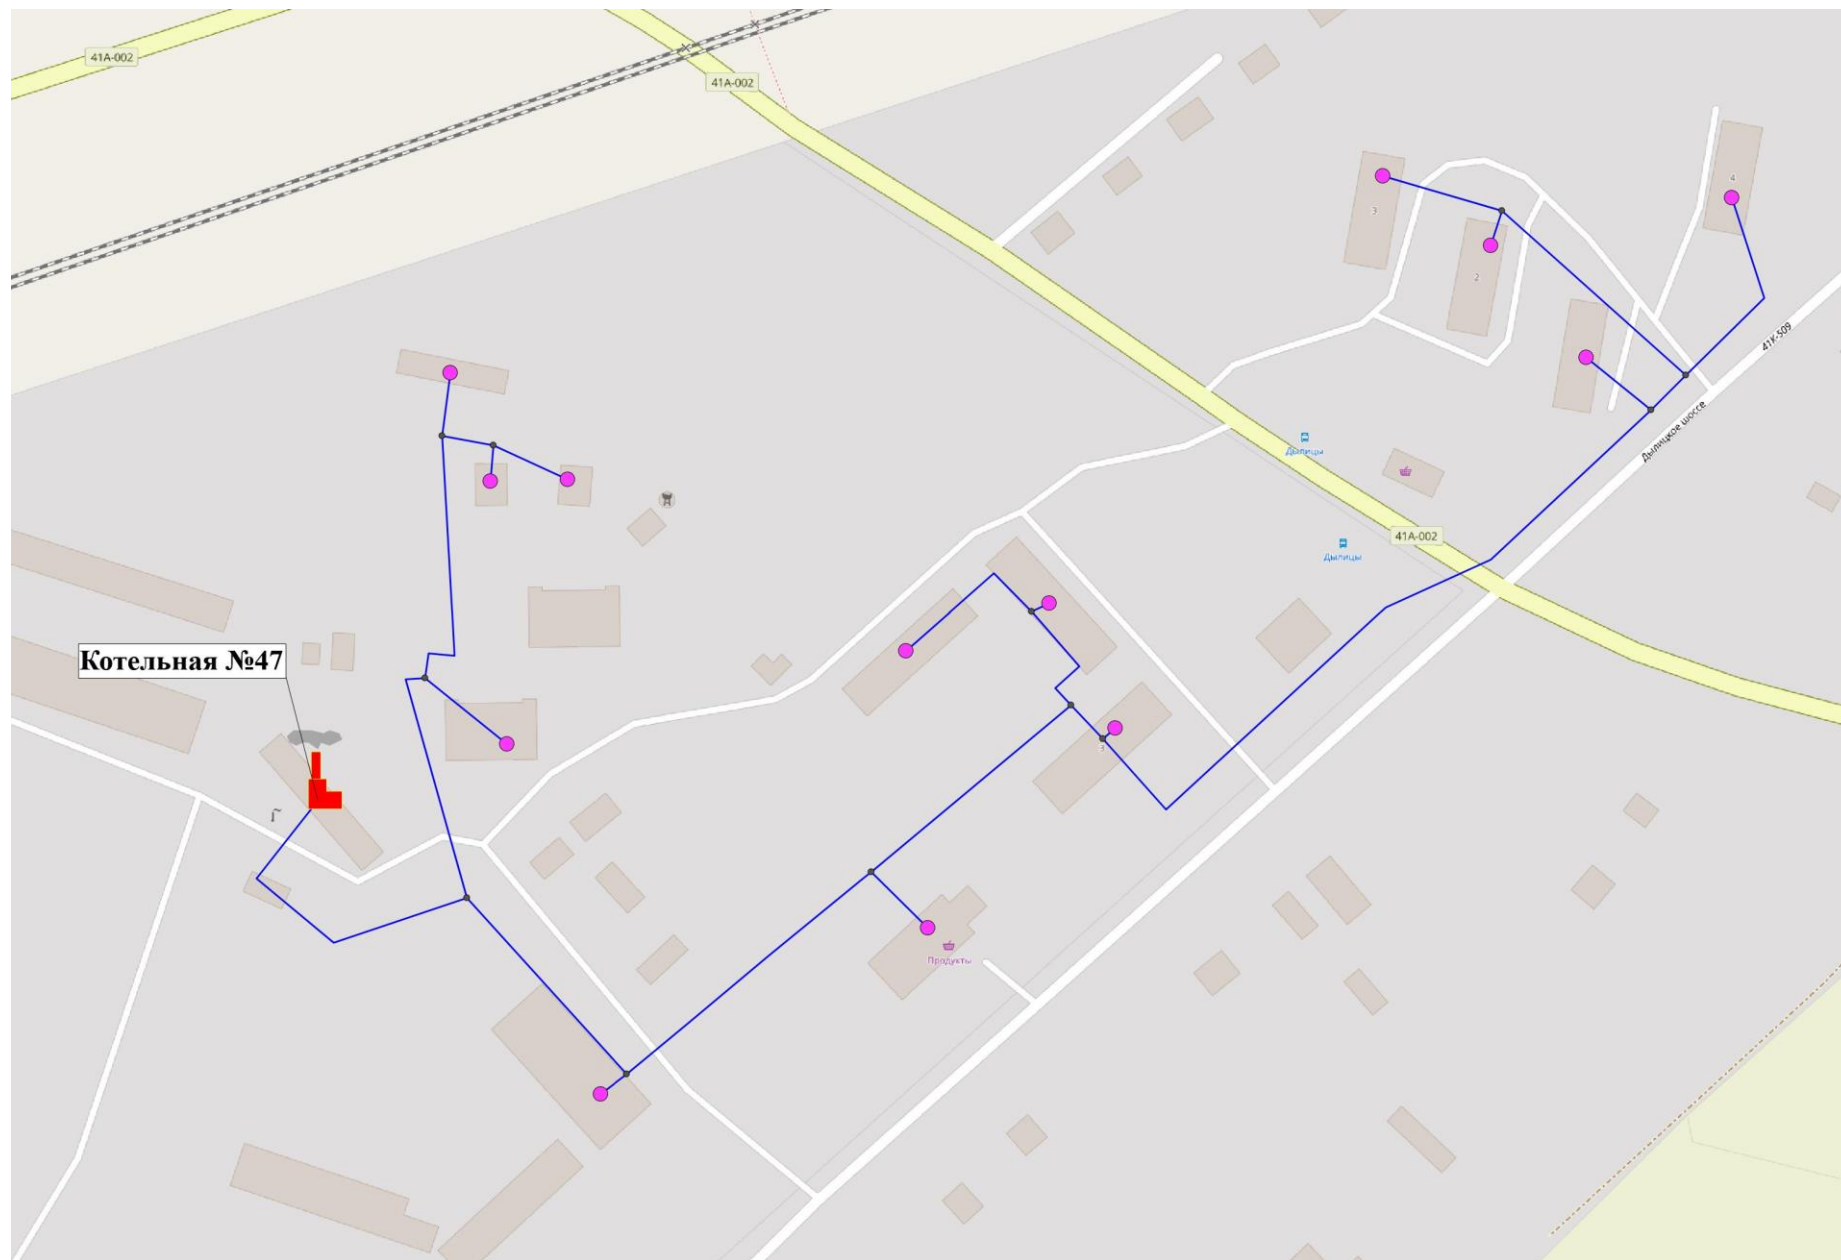 41А-002
41А-002
4
3
2
41К-509
Дылицкое шоссе
Дылицы
41А-002
Дылицы
Котельная №47
3
Продукты